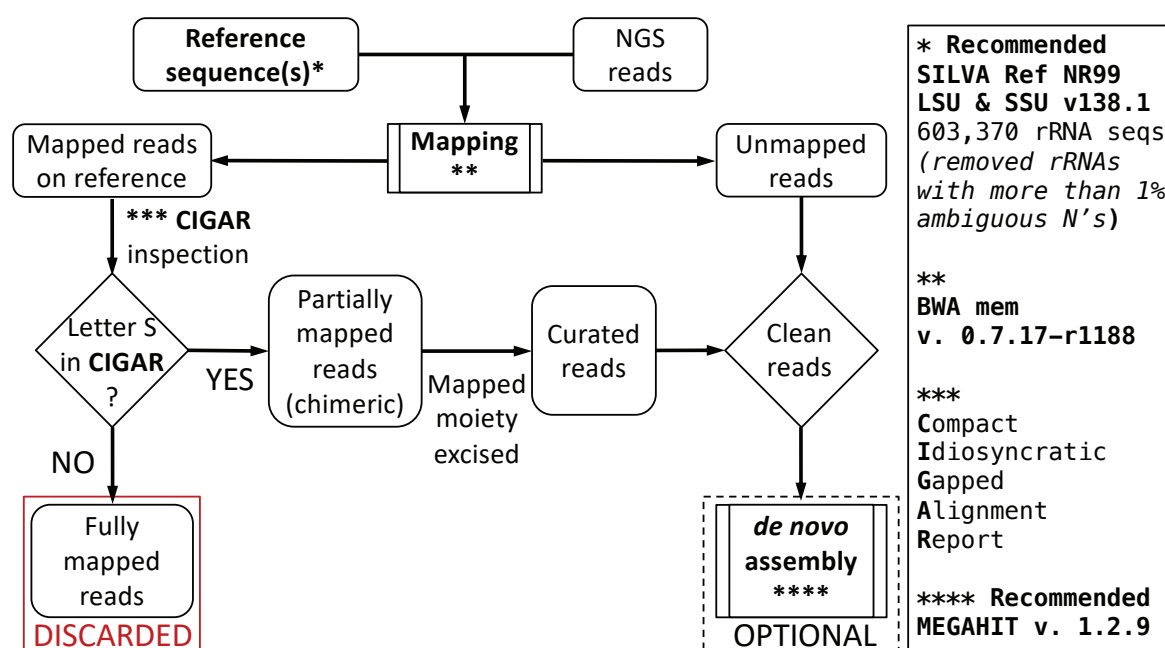 Reference
sequence(s)*
NGS
reads
Mapped reads
on reference
Mapping
**
Unmapped
reads
*** CIGAR
inspection
Letter S
in CIGAR
?
YES
Partially
mapped
reads
(chimeric)
Mapped
moiety
excised
Curated
reads
Clean
reads
NO
Fully
mapped
reads
DISCARDED
de novo
assembly
****
OPTIONAL
* Recommended
SILVA Ref NR99
LSU & SSU v138.1
603,370 rRNA seqs
(removed rRNAs
with more than 1%
ambiguous N’s)
**
BWA mem
v. 0.7.17–r1188
***
Compact
Idiosyncratic
Gapped
Alignment
Report
**** Recommended
MEGAHIT v. 1.2.9